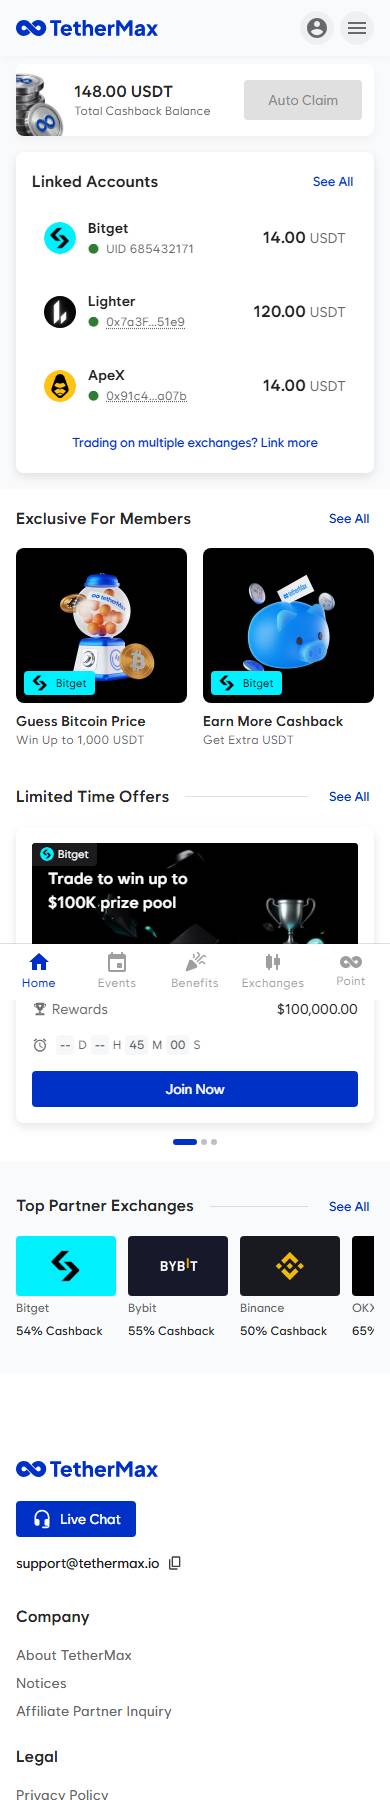 TetherMax
148.00 USDT
Total Cashback Balance
Auto Claim
Linked Accounts
See All
Bitget
UID 685432171
14.00 USDT
Lighter
0x7a3F...51e9
120.00 USDT
ApeX
0x91c4...a07b
14.00 USDT
Trading on multiple exchanges? Link more
Exclusive For Members
See All
tetherMax
Bitget
Bitget
Guess Bitcoin Price
Win Up to 1,000 USDT
Earn More Cashback
Get Extra USDT
Limited Time Offers
See All
Bitget
Trade to win up to
$100K prize pool
Home
Events
Benefits
Exchanges
Point
Rewards
$100,000.00
-- D -- H 45 M 00 S
Join Now
Top Partner Exchanges
See All
BYBIT
Bitget
Bybit
Binance
OKX
54% Cashback
55% Cashback
50% Cashback
65%
TetherMax
Live Chat
support@tethermax.io
Company
About TetherMax
Notices
Affiliate Partner Inquiry
Legal
Privacy Policy